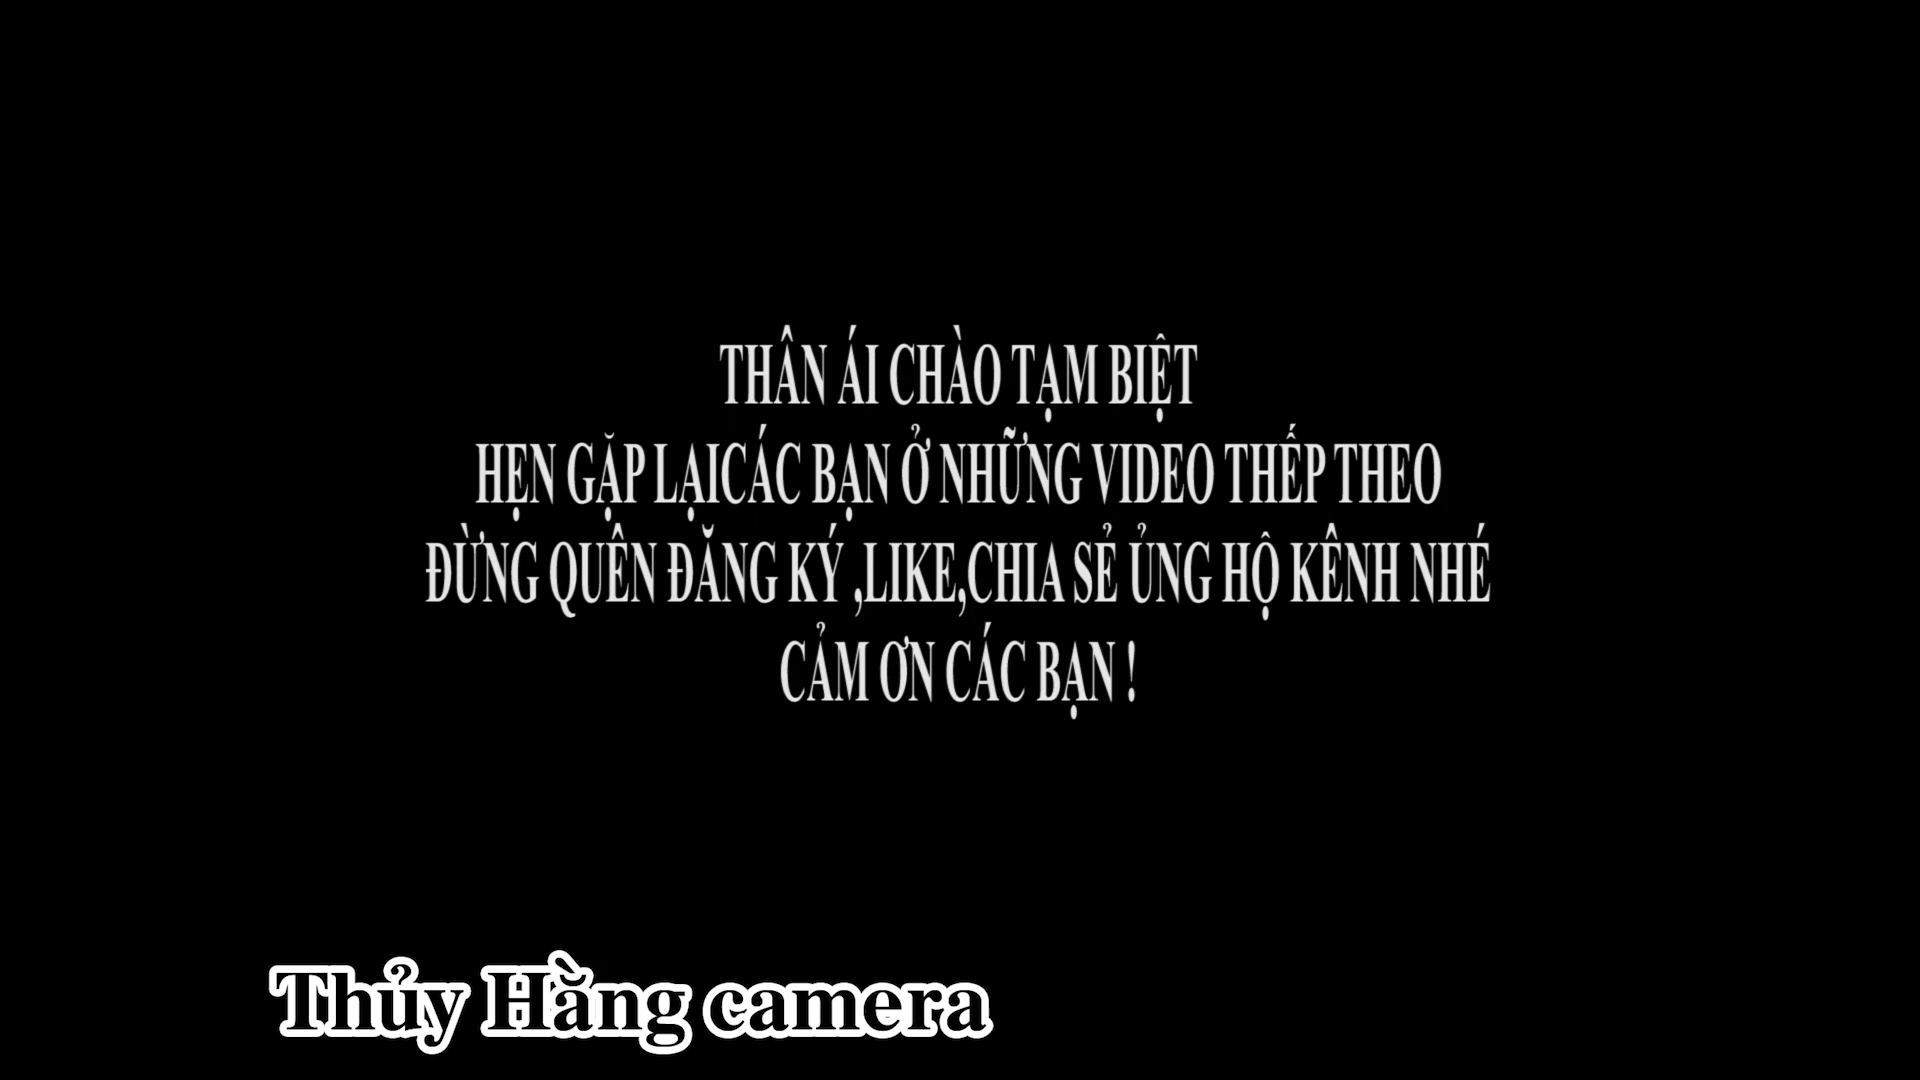 THÂN ÁI CHÀO TẠM BIỆT
HẸN GẶP LẠICÁC BẠN Ở NHỮNG VIDEO THẾP THEO
ĐỪNG QUÊN ĐĂNG KÝ ,LIKE,CHIA SẺ ỦNG HỘ KÊNH NHÉ
CẢM ƠN CÁC BẠN !
Thủy Hằng camera